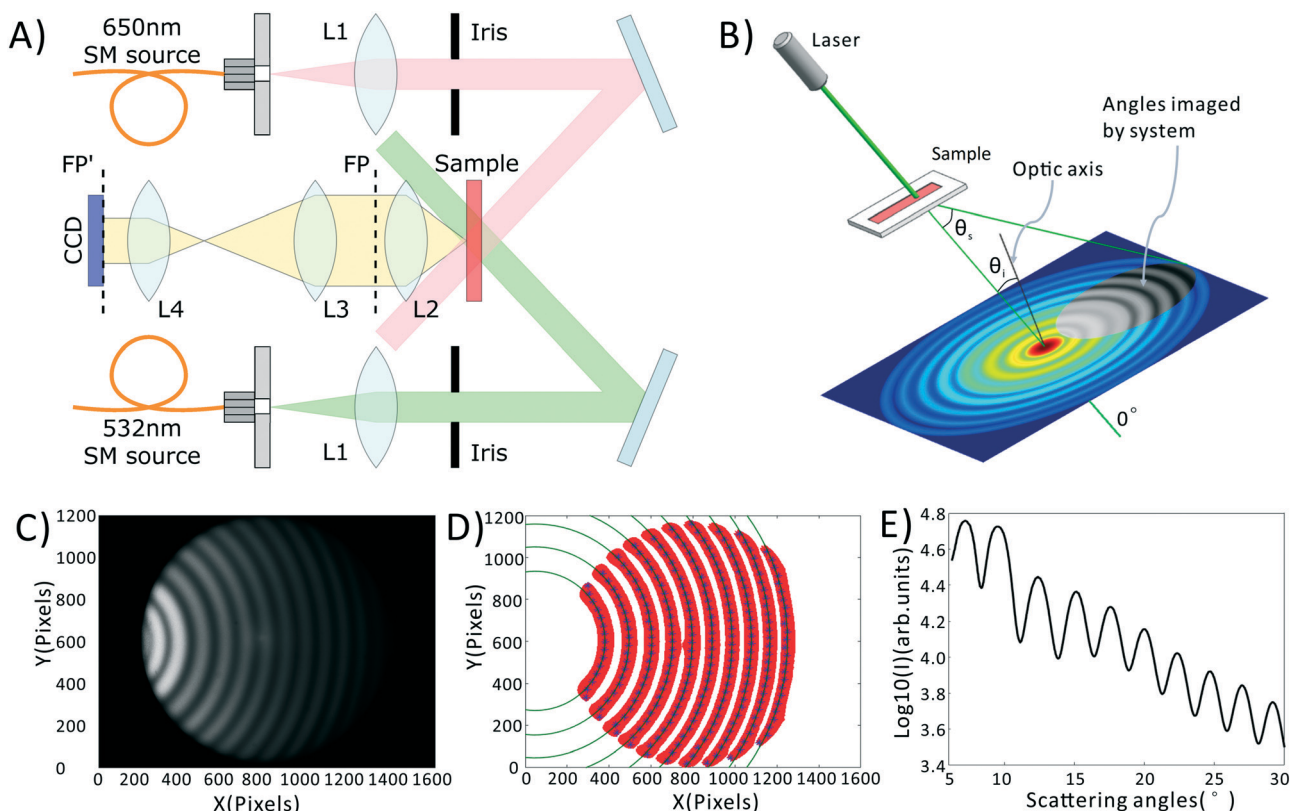 A)
650nm
SM source
L1
Iris
FP'
FP
Sample
CCD
L4
L3
L2
532nm
SM source
L1
Iris
B)
Laser
Angles imaged
by system
Sample
Optic axis
θs
θi
0°
C)
1200
1000
800
600
400
200
0
Y(Pixels)
0 200 400 600 800 1000 1200 1400 1600
X(Pixels)
D)
1200
1000
800
600
400
200
0
Y(Pixels)
0 200 400 600 800 1000 1200 1400 1600
X(Pixels)
E)
4.8
4.6
4.4
4.2
4.0
3.8
3.6
3.4
Log10(I)(arb.units)
5 10 15 20 25 30
Scattering angles(°)